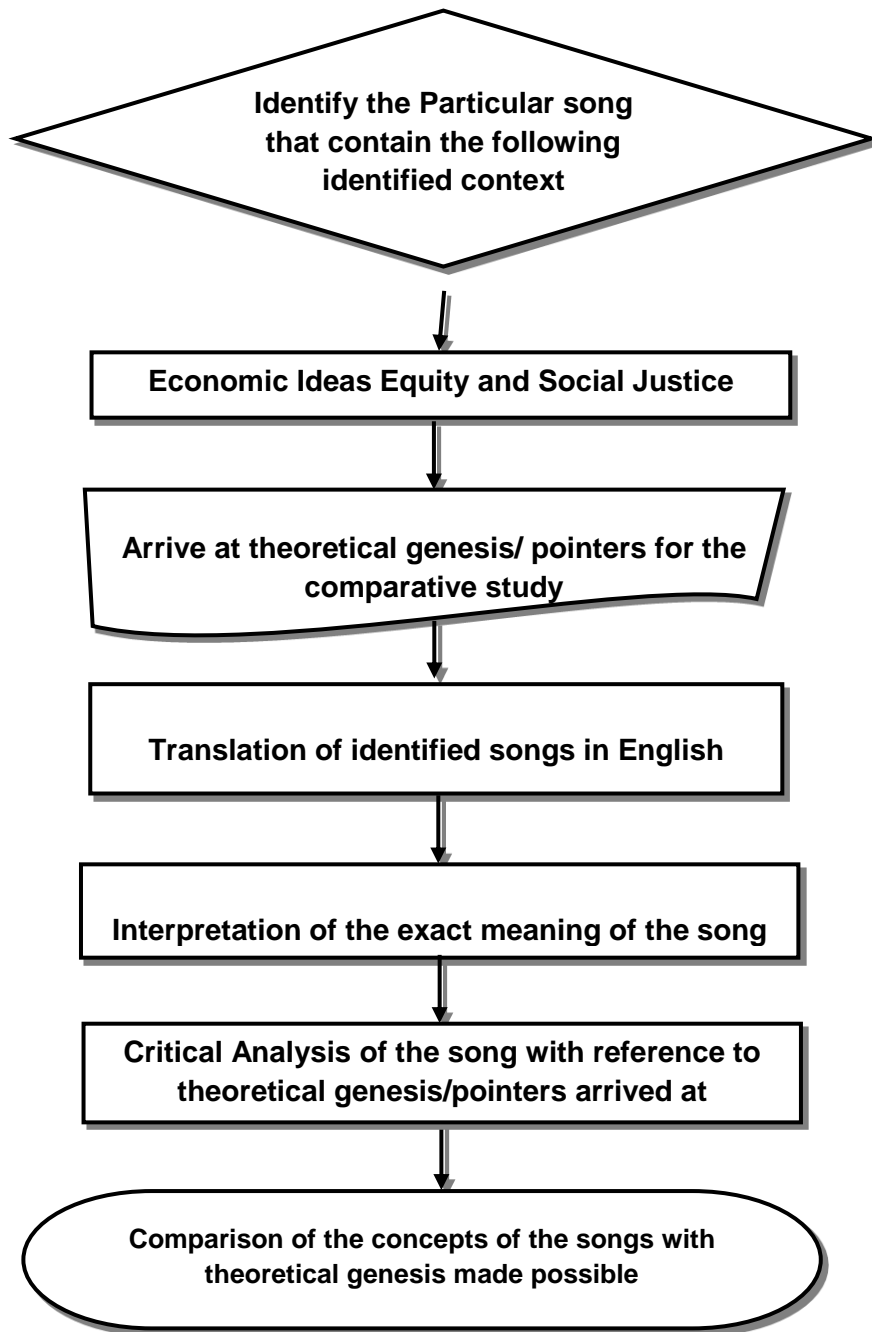 Identify the Particular song
that contain the following
identified context
Economic Ideas Equity and Social Justice
Arrive at theoretical genesis/ pointers for the
comparative study
Translation of identified songs in English
Interpretation of the exact meaning of the song
Critical Analysis of the song with reference to
theoretical genesis/pointers arrived at
Comparison of the concepts of the songs with
theoretical genesis made possible